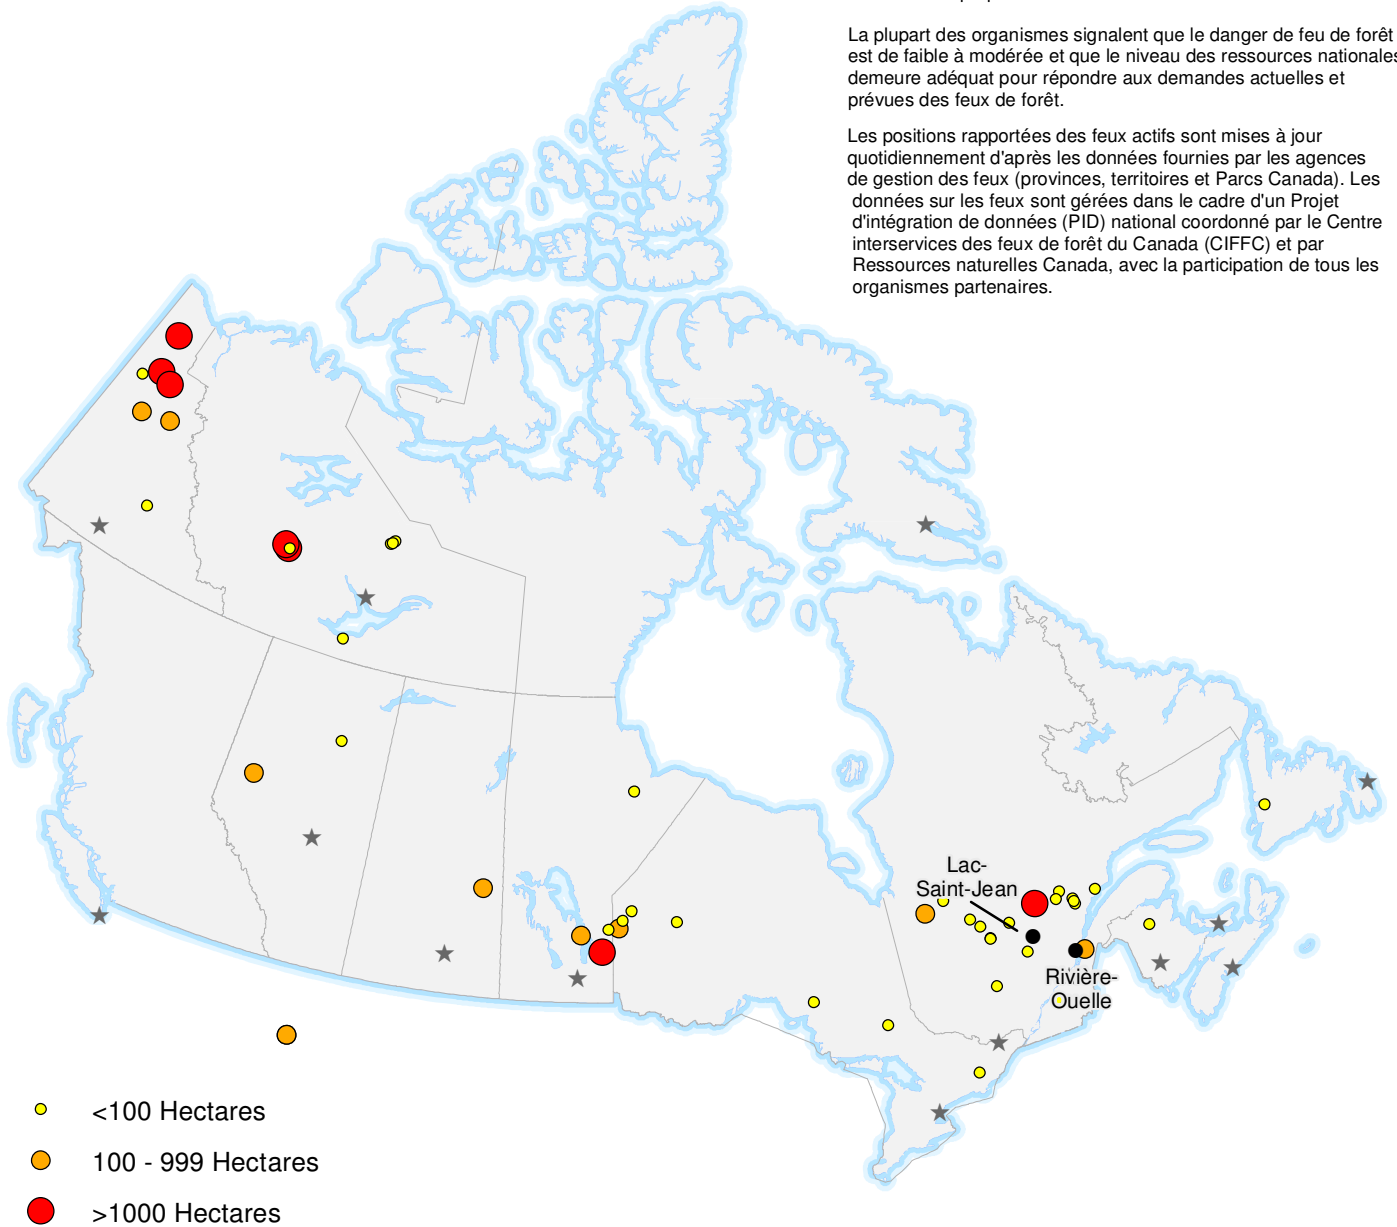 La plupart des organismes signalent que le danger de feu de forêt
est de faible à modérée et que le niveau des ressources nationales
demeure adéquat pour répondre aux demandes actuelles et
prévues des feux de forêt.
Les positions rapportées des feux actifs sont mises à jour
quotidiennement d'après les données fournies par les agences
de gestion des feux (provinces, territoires et Parcs Canada). Les
données sur les feux sont gérées dans le cadre d'un Projet
d'intégration de données (PID) national coordonné par le Centre
interservices des feux de forêt du Canada (CIFFC) et par
Ressources naturelles Canada, avec la participation de tous les
organismes partenaires.
Lac-
Saint-Jean
Rivière-
Ouelle
<100 Hectares
100 - 999 Hectares
>1000 Hectares